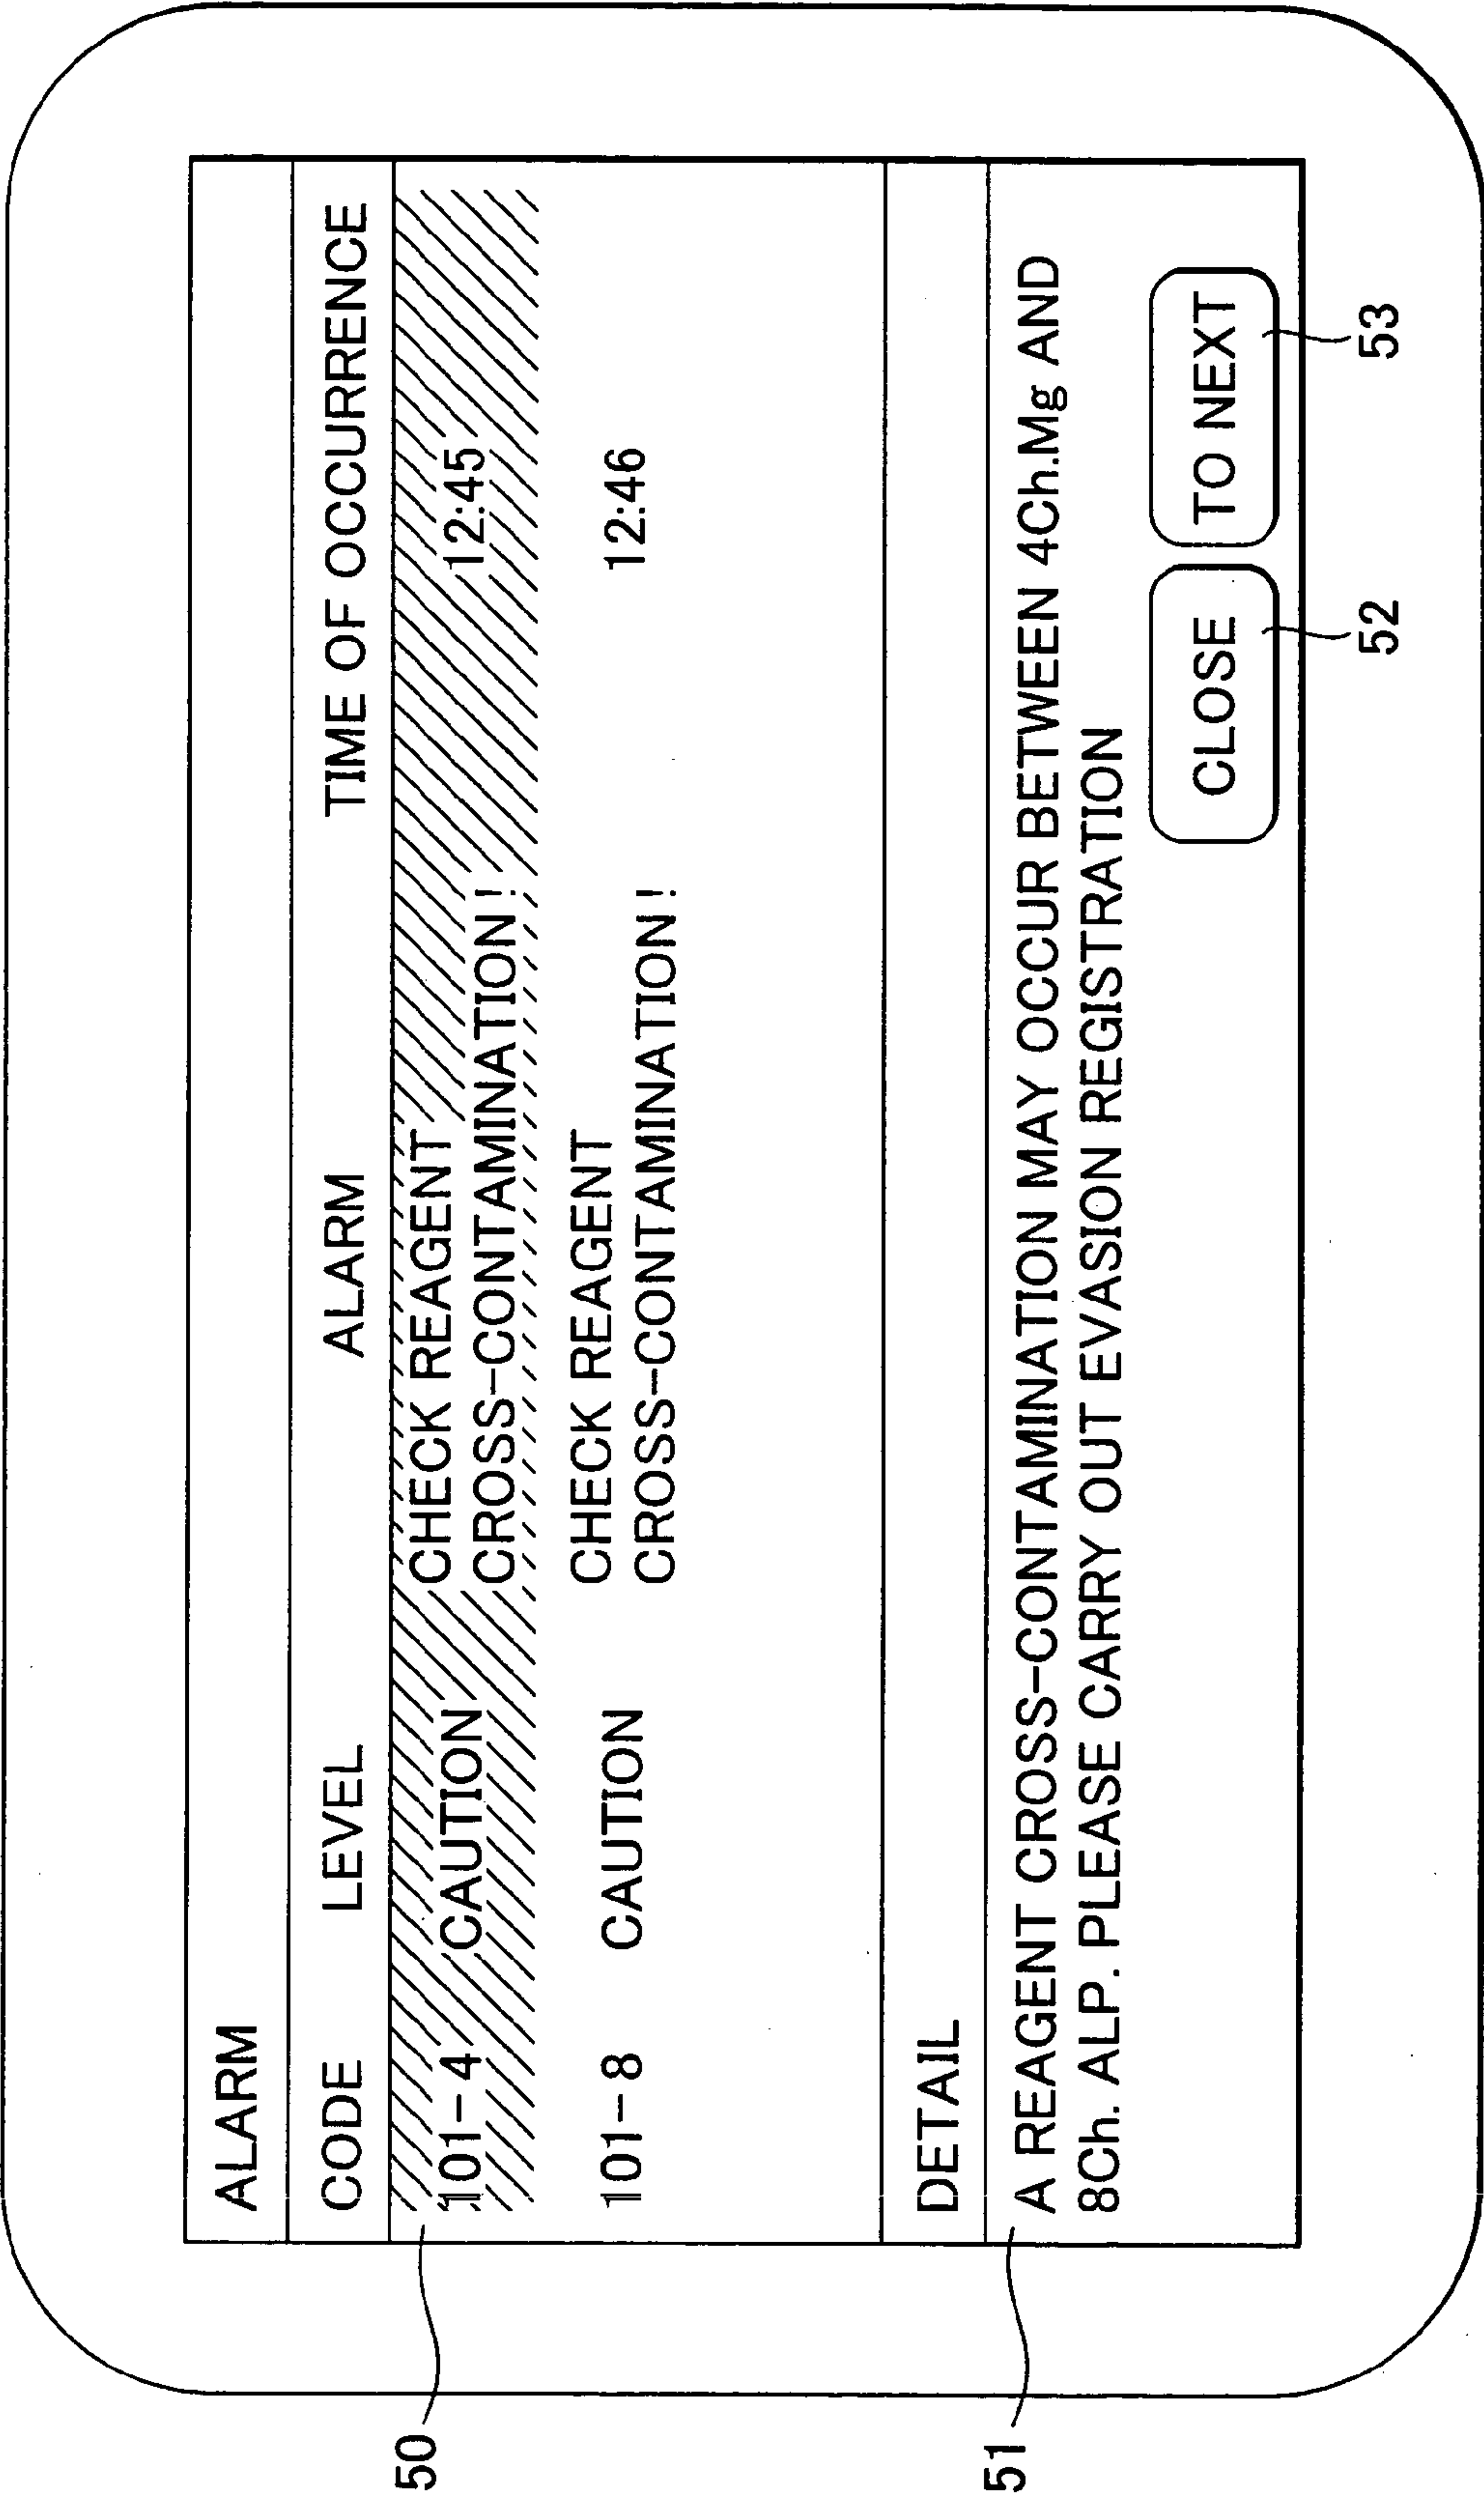 ALARM
CODE LEVEL ALARM TIME OF OCCURRENCE
101-4 CAUTION CHECK REAGENT CROSS-CONTAMINATION! 12:45
101-8 CAUTION CHECK REAGENT CROSS-CONTAMINATION! 12:46
DETAIL
A REAGENT CROSS-CONTAMINATION MAY OCCUR BETWEEN 4Ch.Mg AND
8Ch. ALP. PLEASE CARRY OUT EVASION REGISTRATION
CLOSE TO NEXT
50
51
52
53